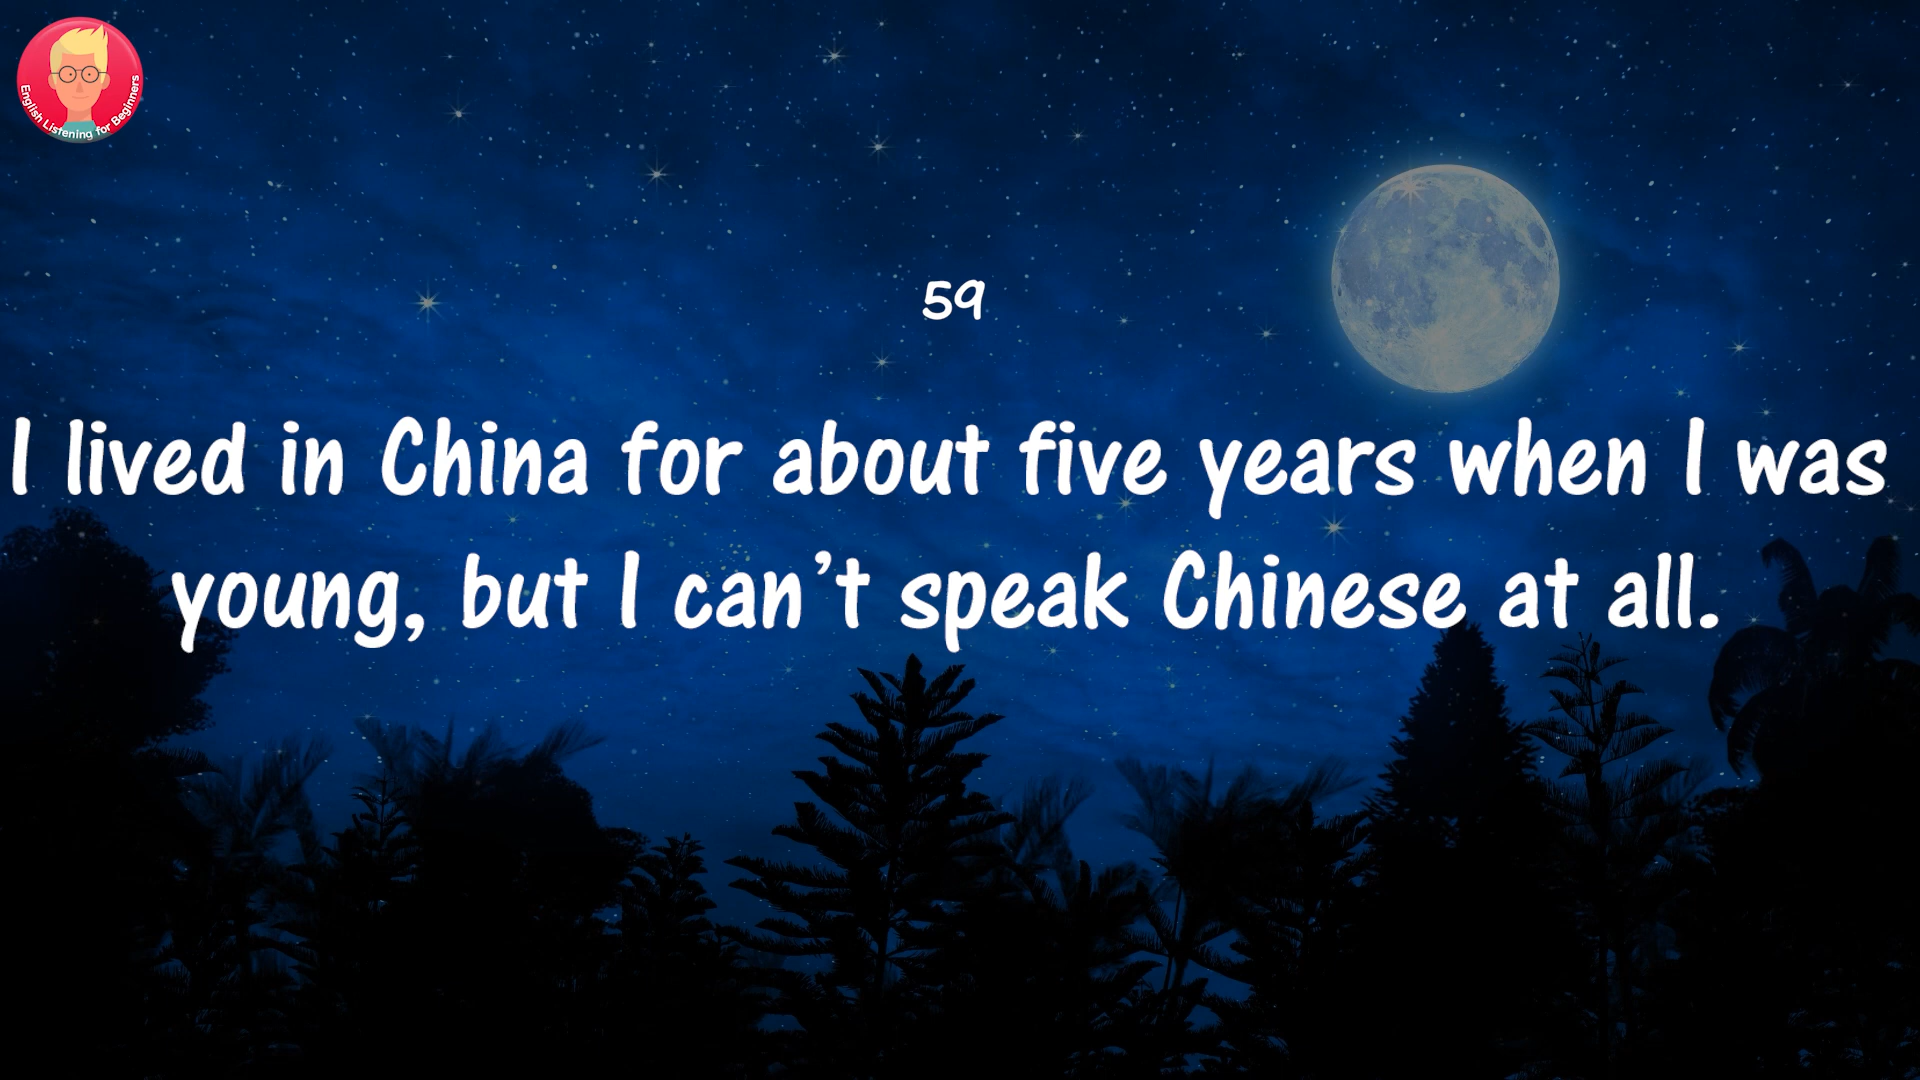 English Listening for Beginners
59
I lived in China for about five years when I was
young, but I can’t speak Chinese at all.